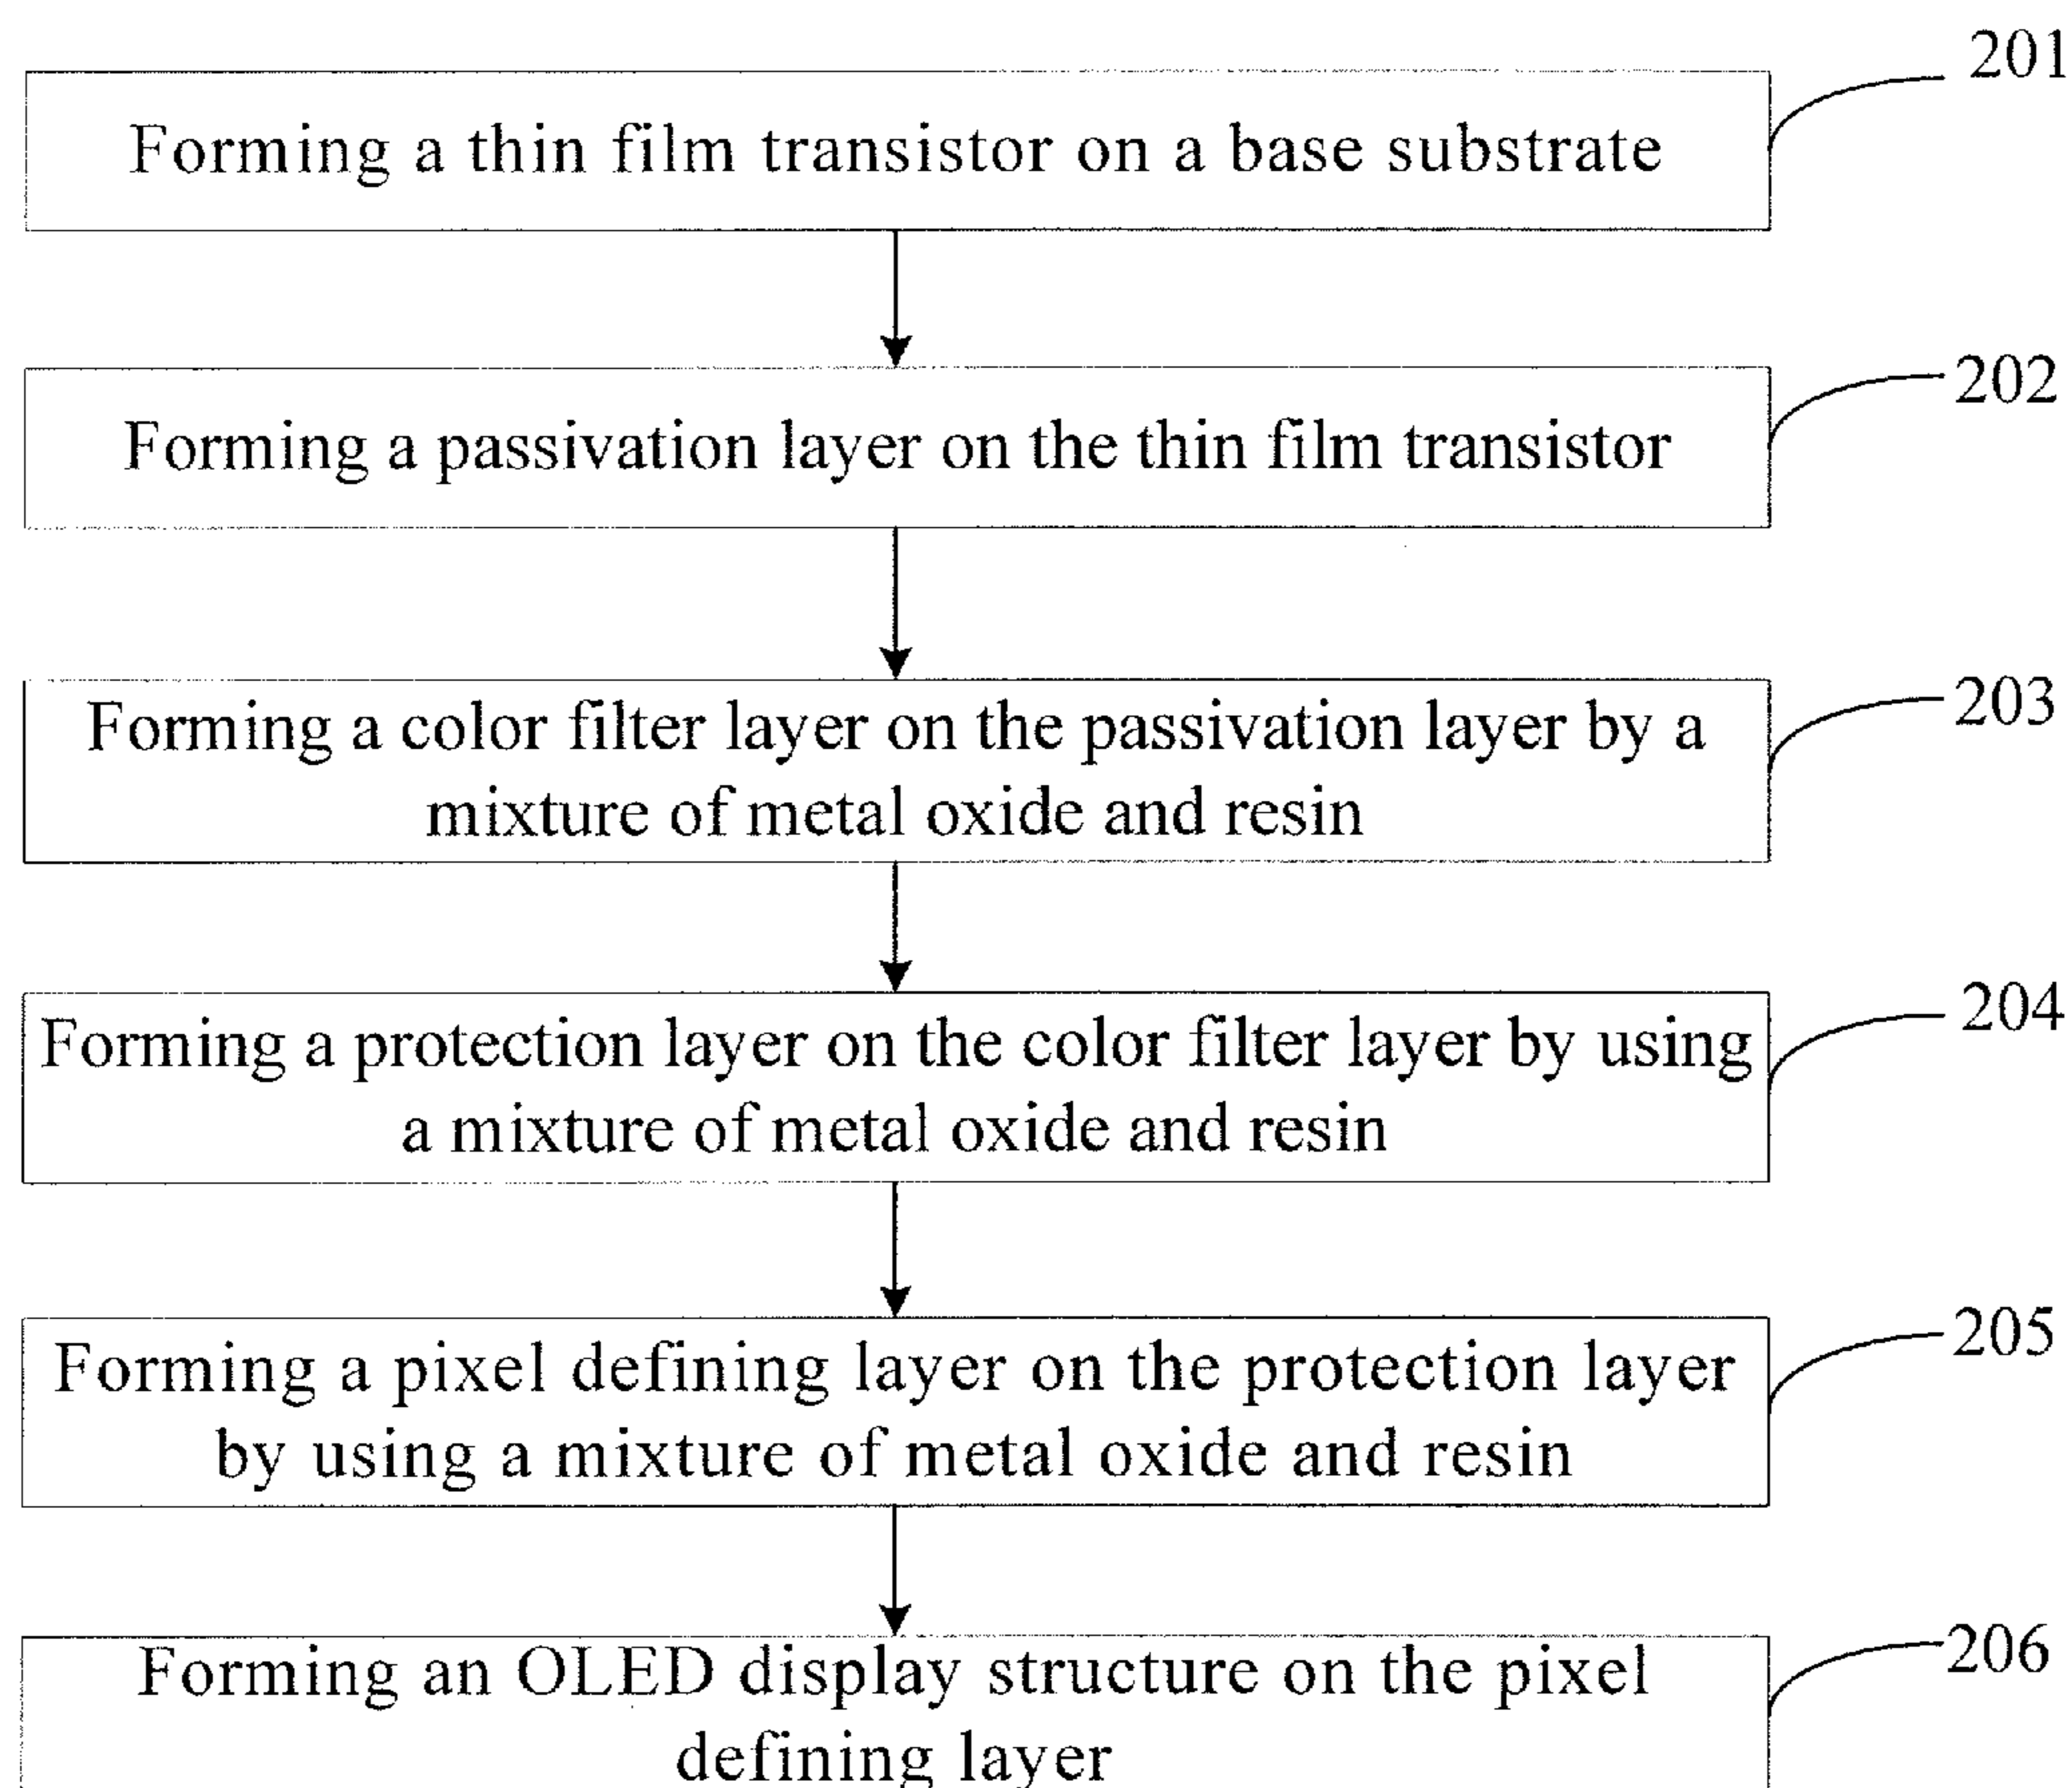 201
Forming a thin film transistor on a base substrate
202
Forming a passivation layer on the thin film transistor
203
Forming a color filter layer on the passivation layer by a
mixture of metal oxide and resin
204
Forming a protection layer on the color filter layer by using
a mixture of metal oxide and resin
205
Forming a pixel defining layer on the protection layer
by using a mixture of metal oxide and resin
206
Forming an OLED display structure on the pixel
defining layer